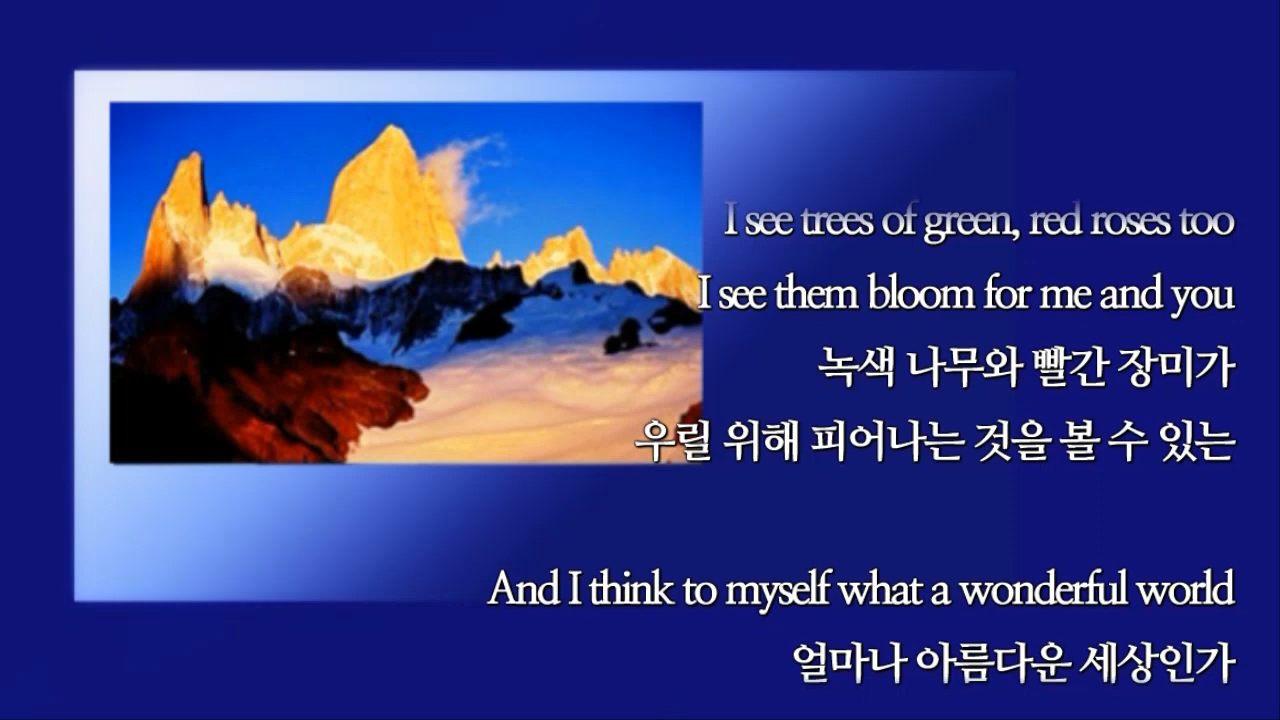 I see trees of green, red roses too
I see them bloom for me and you
녹색 나무와 빨간 장미가
우릴 위해 피어나는 것을 볼 수 있는
And I think to myself what a wonderful world
얼마나 아름다운 세상인가